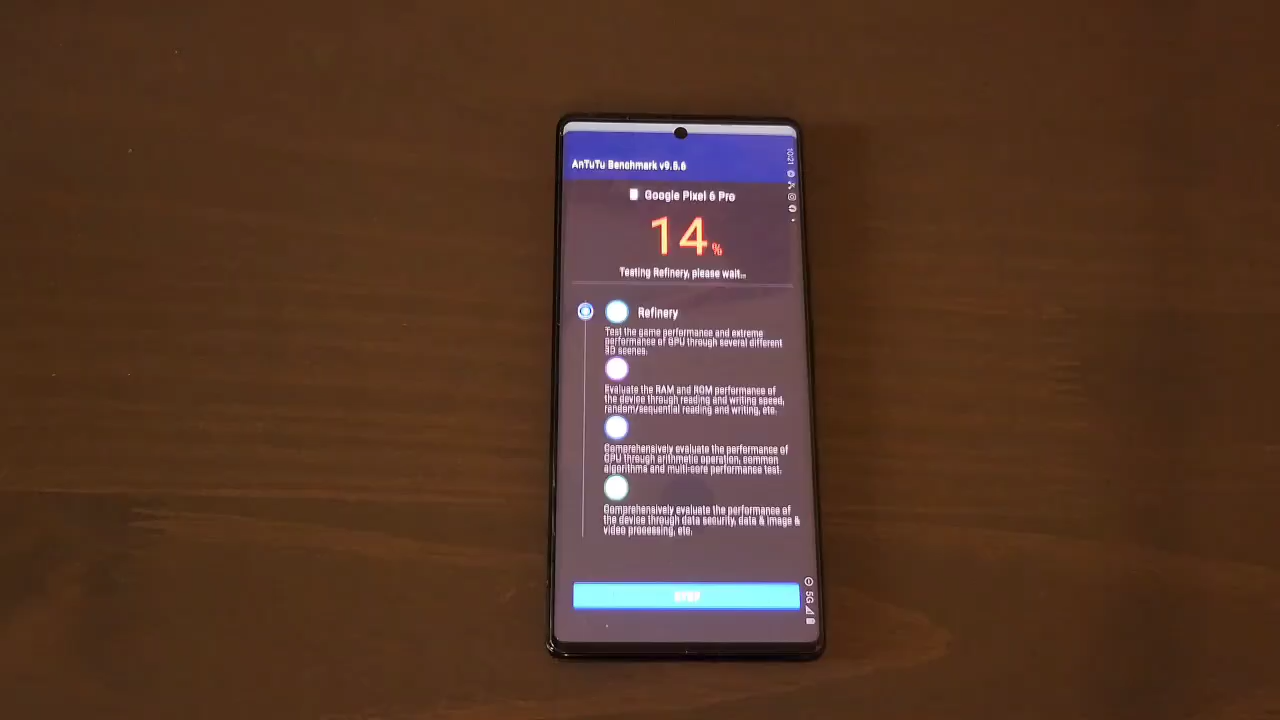 AnTuTu Benchmark v9.5.6
10:21
Google Pixel 6 Pro
14%
Testing Refinery, please wait...
Refinery
Test the game performance and extreme
performance of GPU through several different
3D scenes.
Evaluate the RAM and ROM performance of
the device through reading and writing speed,
random/sequential reading and writing, etc.
Comprehensively evaluate the performance of
CPU through arithmetic operation, common
algorithms and multi-core performance test.
Comprehensively evaluate the performance of
the device through data security, data & image &
video processing, etc.
STOP
5G